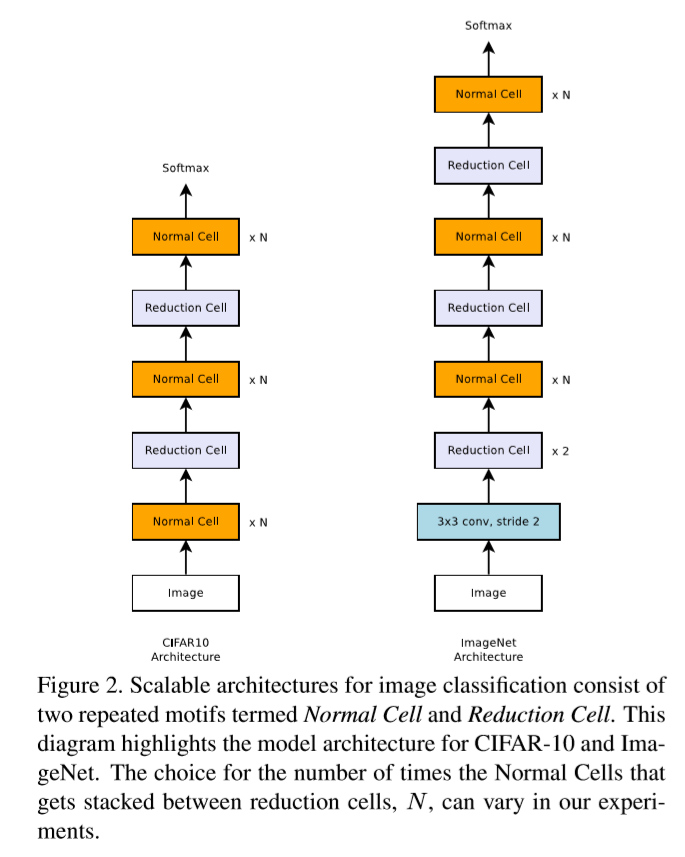 Softmax
Normal Cell x N
Reduction Cell
Normal Cell x N
Reduction Cell
Normal Cell x N
Image
CIFAR10
Architecture
Softmax
Normal Cell x N
Reduction Cell
Normal Cell x N
Reduction Cell
Normal Cell x N
Reduction Cell x 2
3x3 conv, stride 2
Image
ImageNet
Architecture
Figure 2. Scalable architectures for image classification consist of
two repeated motifs termed Normal Cell and Reduction Cell. This
diagram highlights the model architecture for CIFAR-10 and Ima-
geNet. The choice for the number of times the Normal Cells that
gets stacked between reduction cells, N, can vary in our experi-
ments.